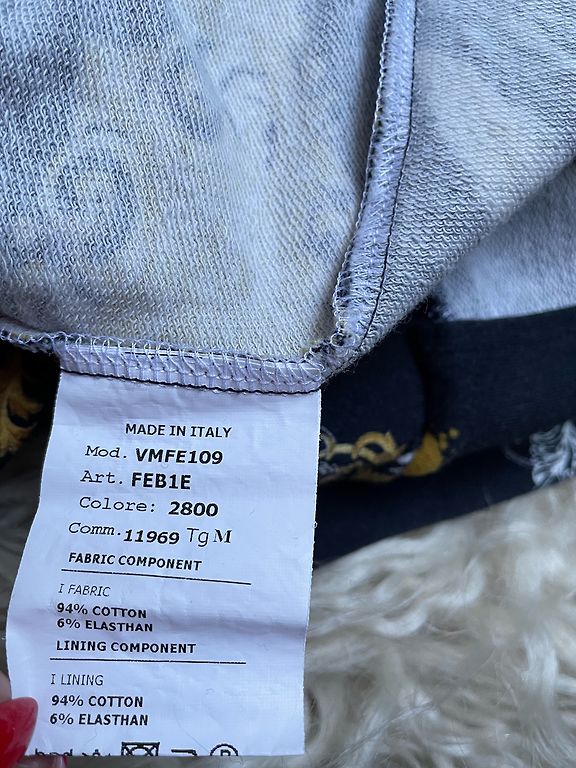 MADE IN ITALY
Mod. VMFE109
Art. FEB1E
Colore: 2800
Comm. 11969 Tg M
FABRIC COMPONENT
I FABRIC
94% COTTON
6% ELASTHAN
LINING COMPONENT
I LINING
94% COTTON
6% ELASTHAN